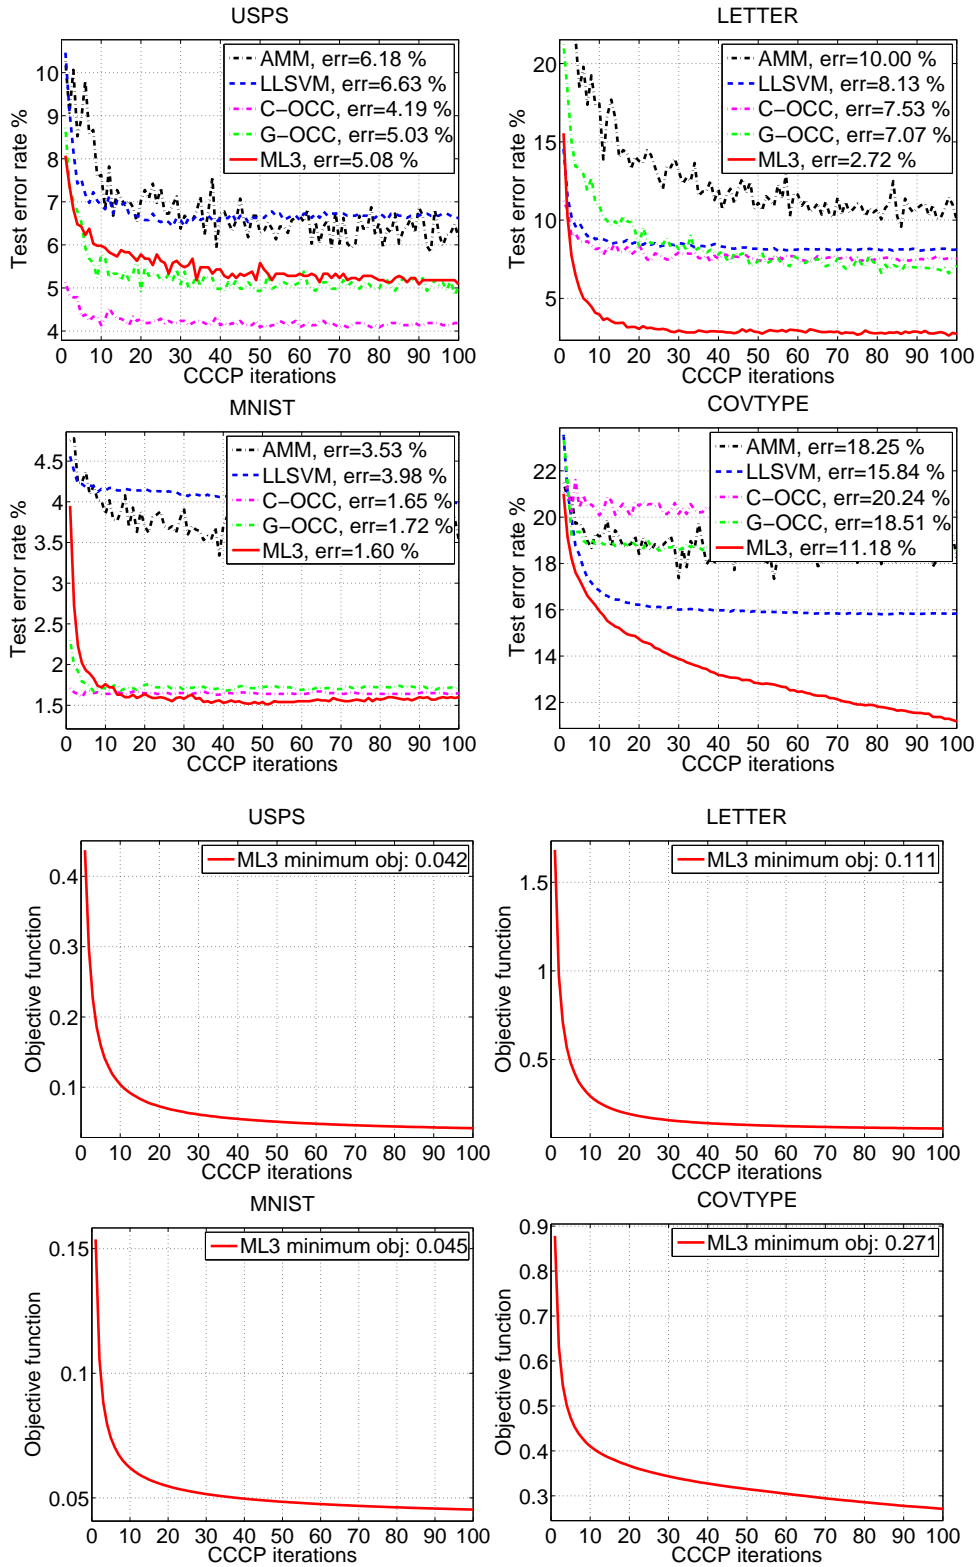 USPS
10
9
8
7
6
5
4
Test error rate %
AMM, err=6.18 %
LLSVM, err=6.63 %
C-OCC, err=4.19 %
G-OCC, err=5.03 %
ML3, err=5.08 %
0 10 20 30 40 50 60 70 80 90 100
CCCP iterations
LETTER
20
15
10
5
Test error rate %
AMM, err=10.00 %
LLSVM, err=8.13 %
C-OCC, err=7.53 %
G-OCC, err=7.07 %
ML3, err=2.72 %
0 10 20 30 40 50 60 70 80 90 100
CCCP iterations
MNIST
4.5
4
3.5
3
2.5
2
1.5
Test error rate %
AMM, err=3.53 %
LLSVM, err=3.98 %
C-OCC, err=1.65 %
G-OCC, err=1.72 %
ML3, err=1.60 %
0 10 20 30 40 50 60 70 80 90 100
CCCP iterations
COVTYPE
22
20
18
16
14
12
Test error rate %
AMM, err=18.25 %
LLSVM, err=15.84 %
C-OCC, err=20.24 %
G-OCC, err=18.51 %
ML3, err=11.18 %
0 10 20 30 40 50 60 70 80 90 100
CCCP iterations
USPS
0.4
0.3
0.2
0.1
Objective function
ML3 minimum obj: 0.042
0 10 20 30 40 50 60 70 80 90 100
CCCP iterations
LETTER
1.5
1
0.5
Objective function
ML3 minimum obj: 0.111
0 10 20 30 40 50 60 70 80 90 100
CCCP iterations
MNIST
0.15
0.1
0.05
Objective function
ML3 minimum obj: 0.045
0 10 20 30 40 50 60 70 80 90 100
CCCP iterations
COVTYPE
0.9
0.8
0.7
0.6
0.5
0.4
0.3
Objective function
ML3 minimum obj: 0.271
0 10 20 30 40 50 60 70 80 90 100
CCCP iterations